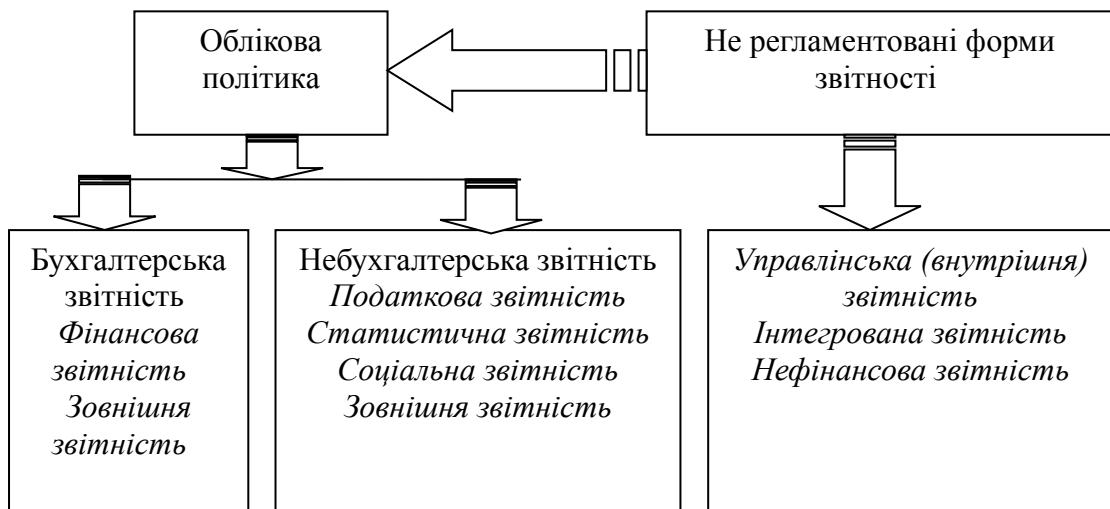 Облікова
політика
Не регламентовані форми
звітності
Бухгалтерська
звітність
Фінансова
звітність
Зовнішня
звітність
Небухгалтерська звітність
Податкова звітність
Статистична звітність
Соціальна звітність
Зовнішня звітність
Управлінська (внутрішня)
звітність
Інтегрована звітність
Нефінансова звітність